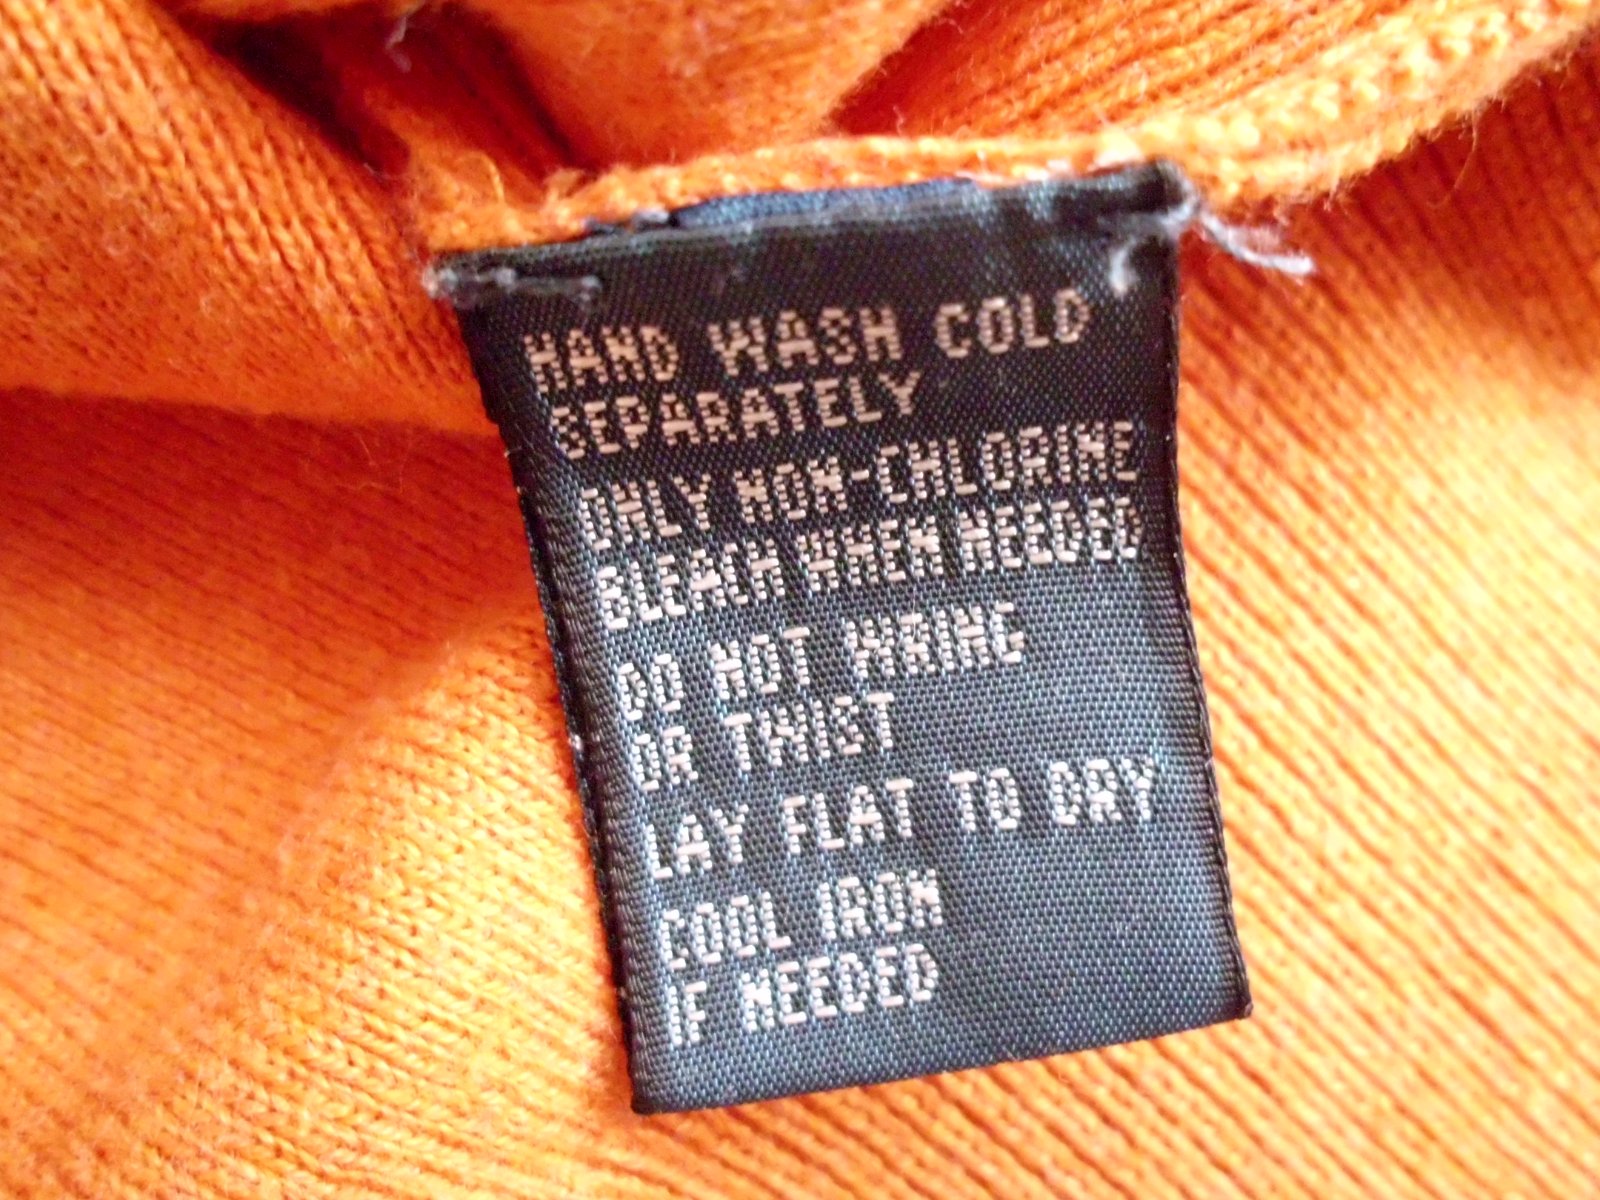 HAND WASH COLD
SEPARATELY
ONLY NON-CHLORINE
BLEACH WHEN NEEDED
DO NOT WRING
OR TWIST
LAY FLAT TO DRY
COOL IRON
IF NEEDED